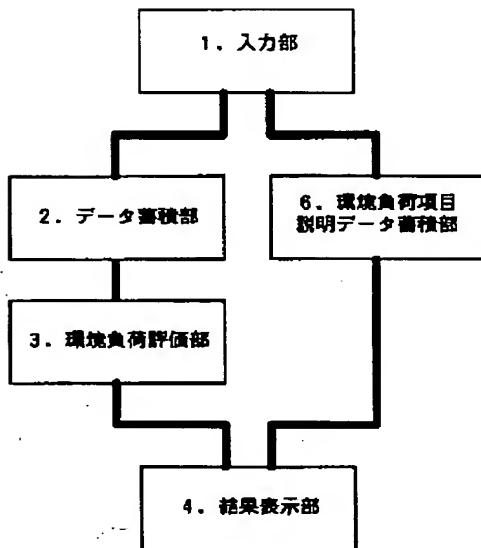 1．入力部
2．データ蓄積部
6．環境負荷項目
説明データ蓄積部
3．環境負荷評価部
4．結果表示部